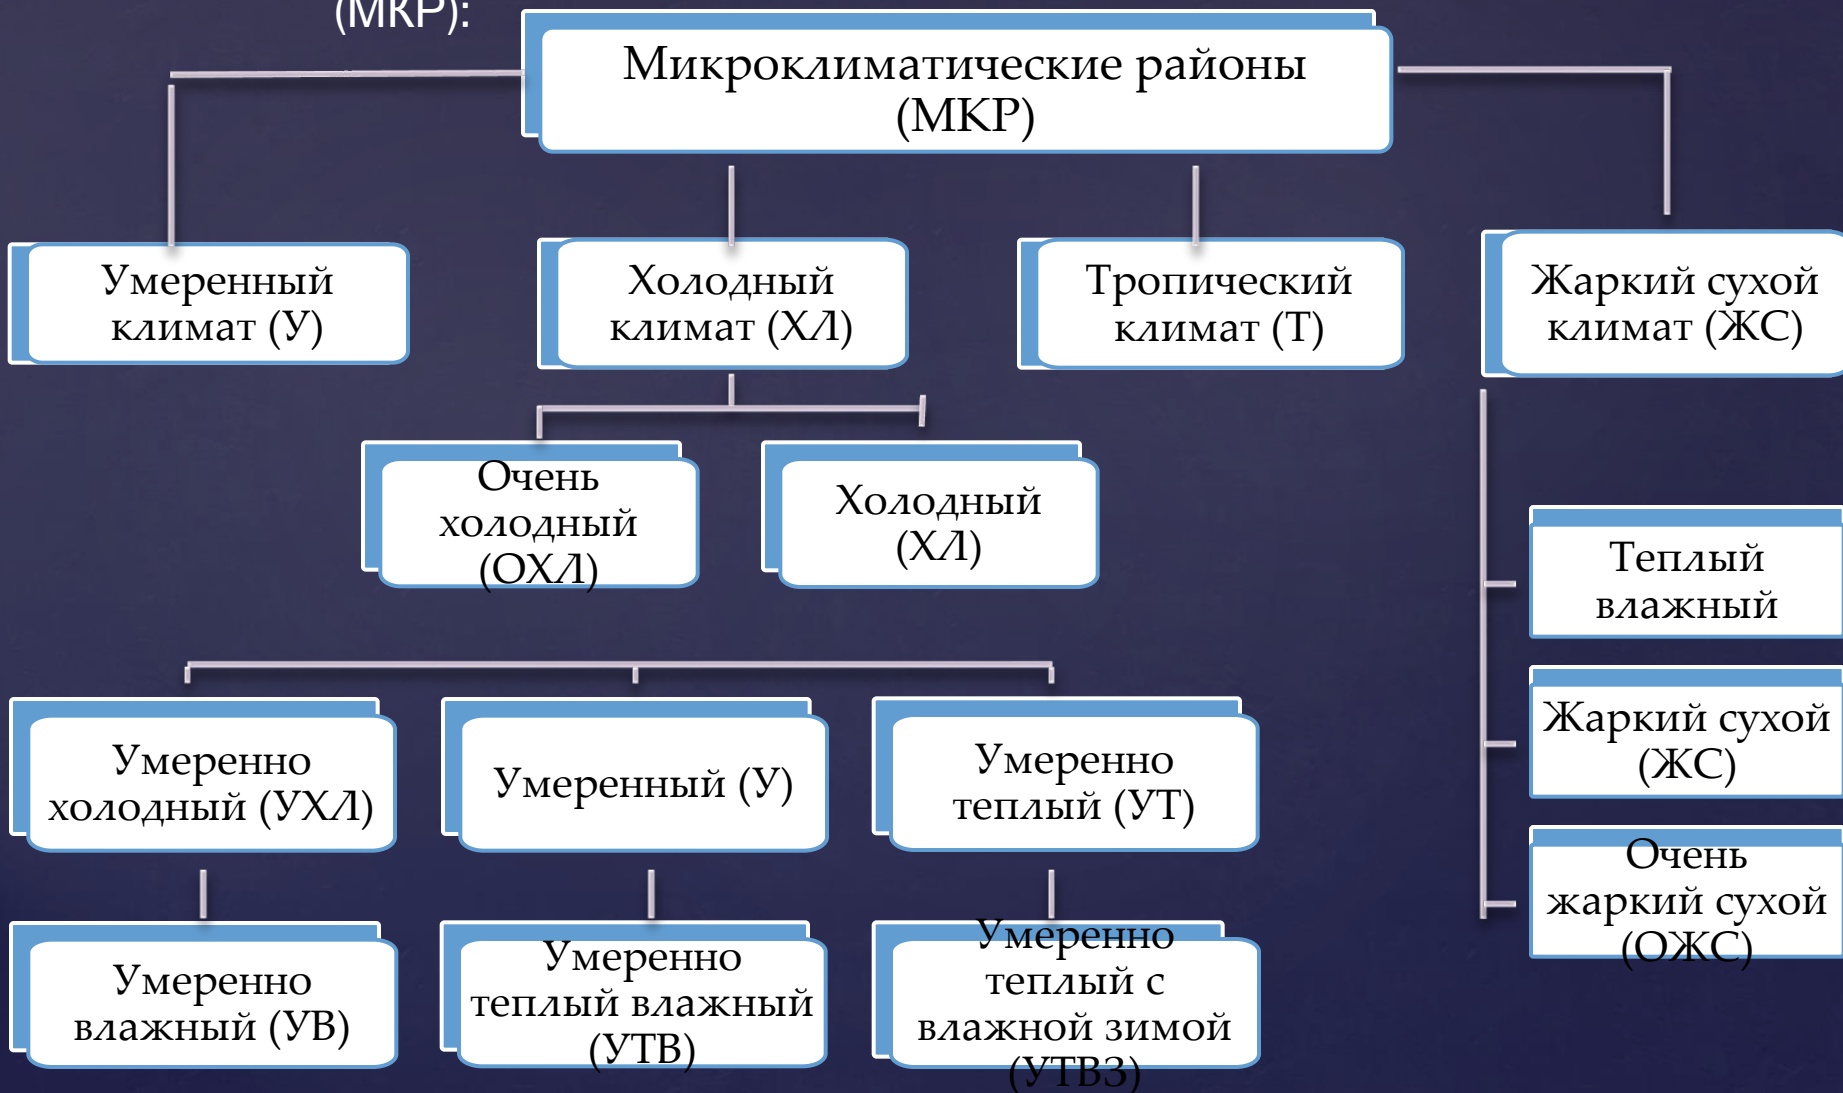 (МКР):
Микроклиматические районы
(МКР)
Умеренный
климат (У)
Холодный
климат (ХЛ)
Тропический
климат (Т)
Жаркий сухой
климат (ЖС)
Очень
холодный
(ОХЛ)
Холодный
(ХЛ)
Теплый
влажный
Жаркий сухой
(ЖС)
Очень
жаркий сухой
(ОЖС)
Умеренно
холодный (УХЛ)
Умеренный (У)
Умеренно
теплый (УТ)
Умеренно
влажный (УВ)
Умеренно
теплый влажный
(УТВ)
Умеренно
теплый с
влажной зимой
(УТВЗ)